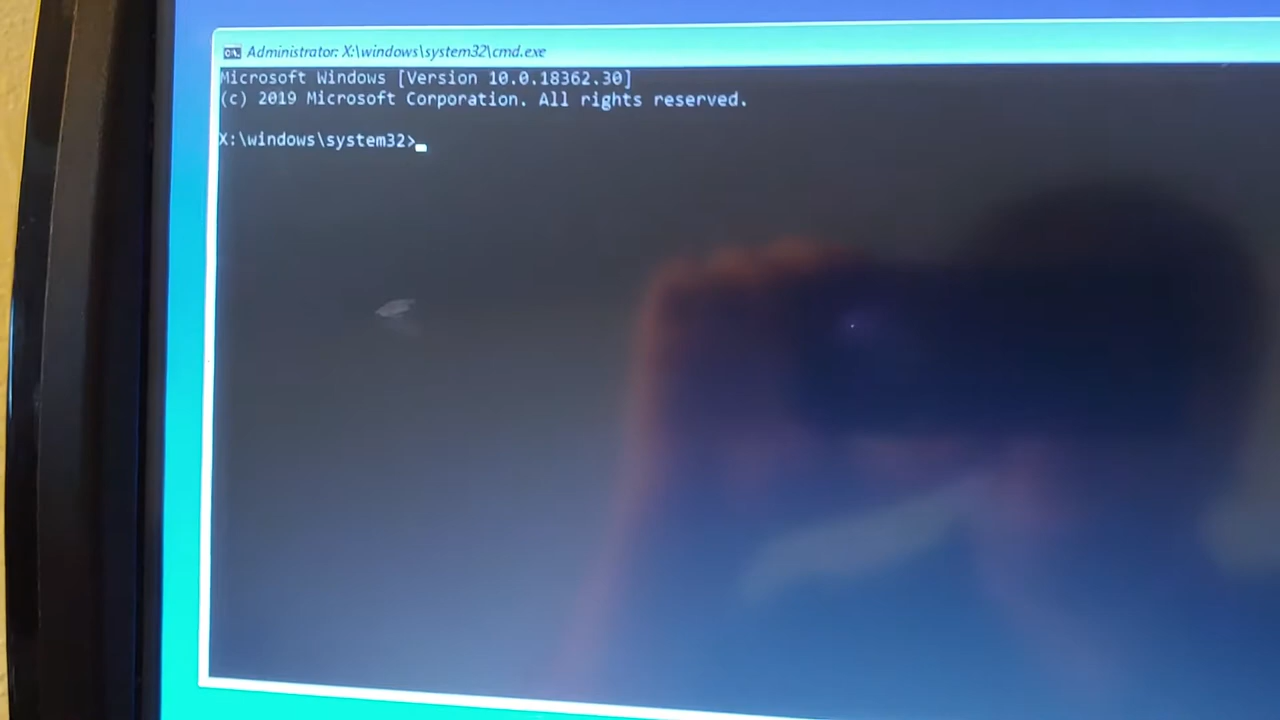 Administrator: X:\windows\system32\cmd.exe
Microsoft Windows [Version 10.0.18362.30]
(c) 2019 Microsoft Corporation. All rights reserved.
X:\windows\system32>